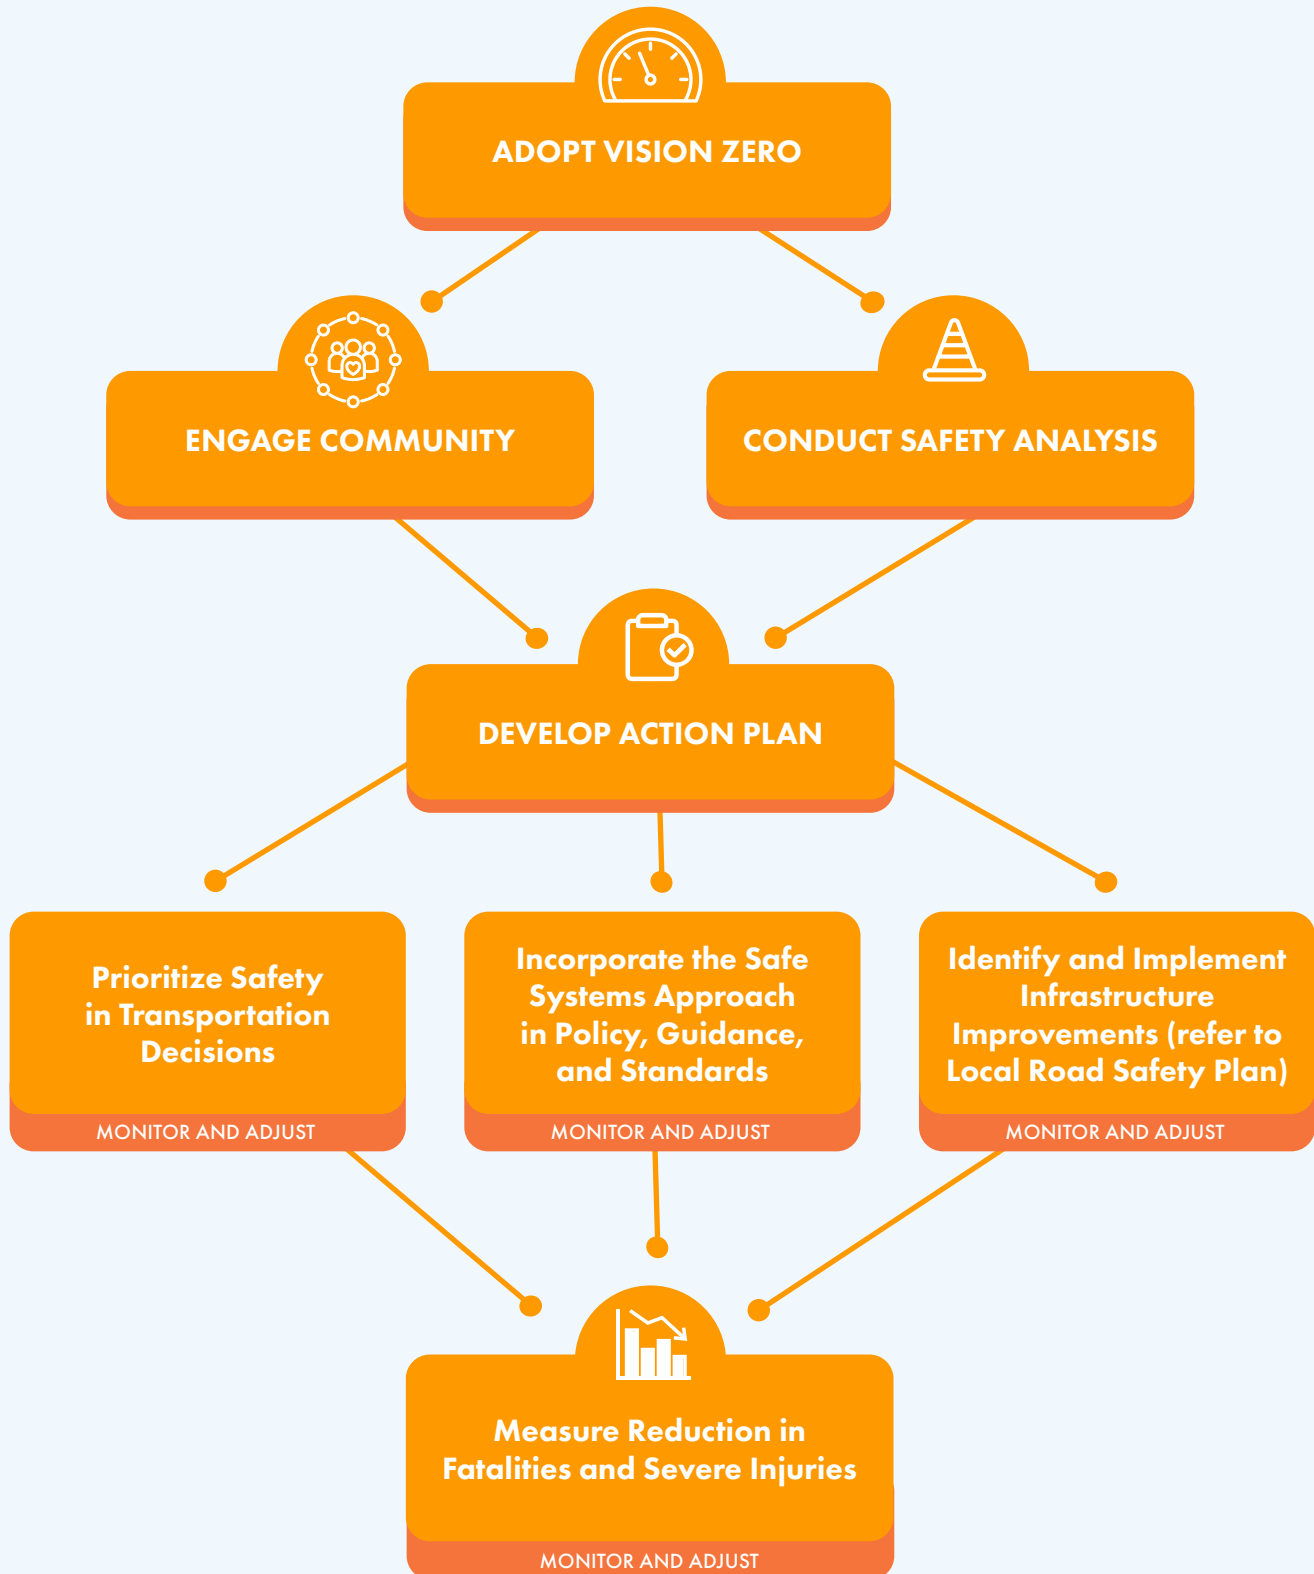 ADOPT VISION ZERO
ENGAGE COMMUNITY
CONDUCT SAFETY ANALYSIS
DEVELOP ACTION PLAN
Prioritize Safety
in Transportation
Decisions
MONITOR AND ADJUST
Incorporate the Safe
Systems Approach
in Policy, Guidance,
and Standards
MONITOR AND ADJUST
Identify and Implement
Infrastructure
Improvements (refer to
Local Road Safety Plan)
MONITOR AND ADJUST
Measure Reduction in
Fatalities and Severe Injuries
MONITOR AND ADJUST